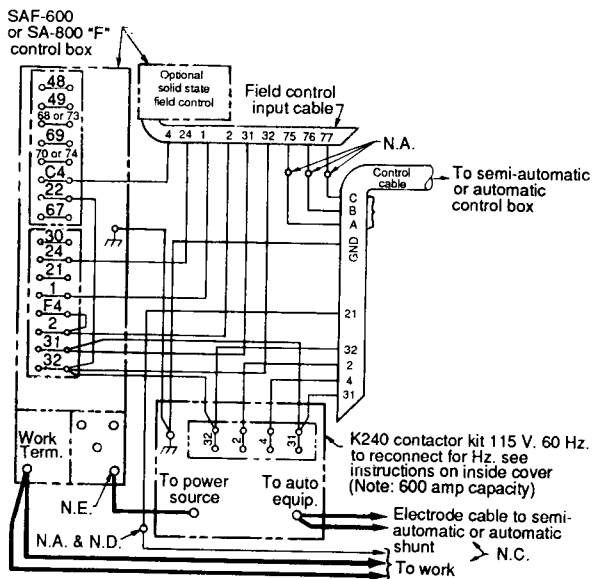 SAF-600
or SA-800 "F"
control box
Optional
solid state
field control
Field control
input cable
4 24 1 2 31 32 75 76 77
N.A.
Control
cable
To semi-automatic
or automatic
control box
48
49
68 or 73
69
70 or 74
C4
22
67
30
24
21
1
F4
2
31
32
C
B
A
GND
21
32
2
4
31
32 2 4 31
K240 contactor kit 115 V. 60 Hz.
to reconnect for Hz. see
instructions on inside cover
(Note: 600 amp capacity)
Work
Term.
N.E.
To power
source
To auto
equip.
N.A. & N.D.
Electrode cable to semi-
automatic or automatic
shunt
N.C.
To work